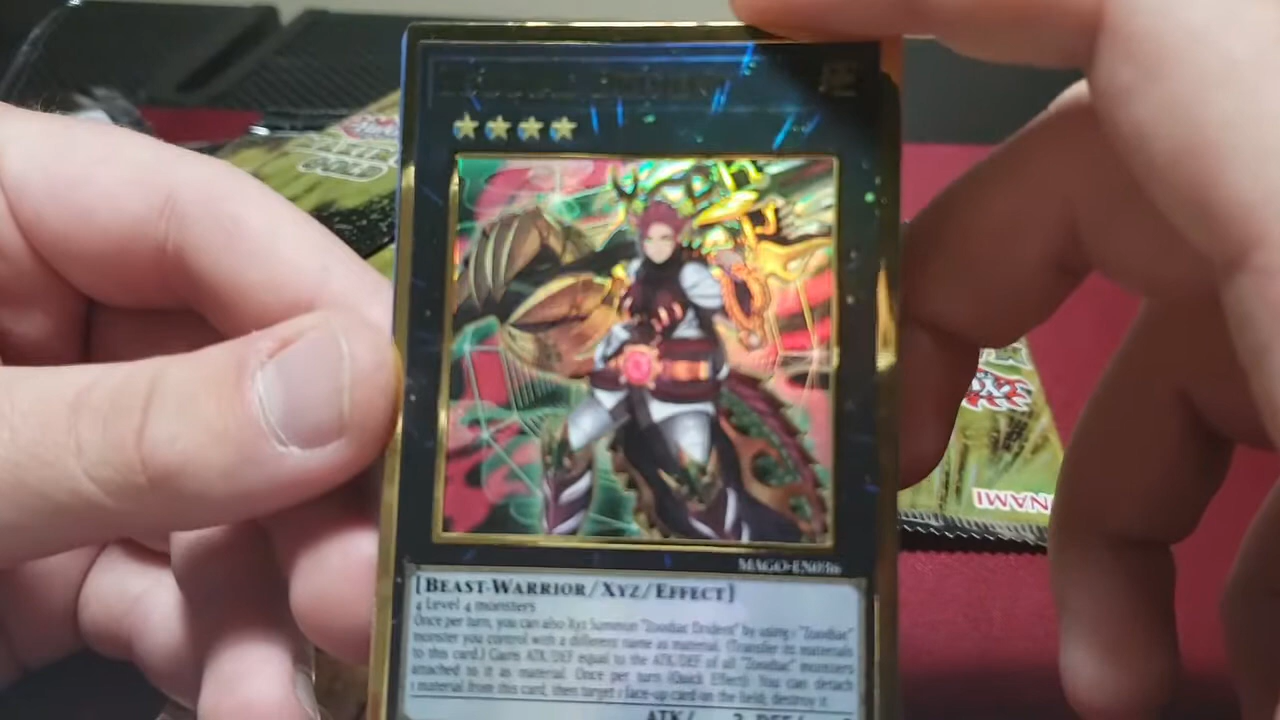 GOLD
MAGO-EN036
[BEAST-WARRIOR/XYZ/EFFECT]
4 Level 4 monsters
Once per turn, you can also Xyz Summon "Zoodiac Drident" by using 1 "Zoodiac"
monster you control with a different name as material. (Transfer its materials
to this card.) Gains ATK/DEF equal to the ATK/DEF of all "Zoodiac" monsters
attached to it as material. Once per turn (Quick Effect): You can detach
1 material from this card, then target 1 face-up card on the field; destroy it.
ATK/ ? DEF/ ?
KONAMI